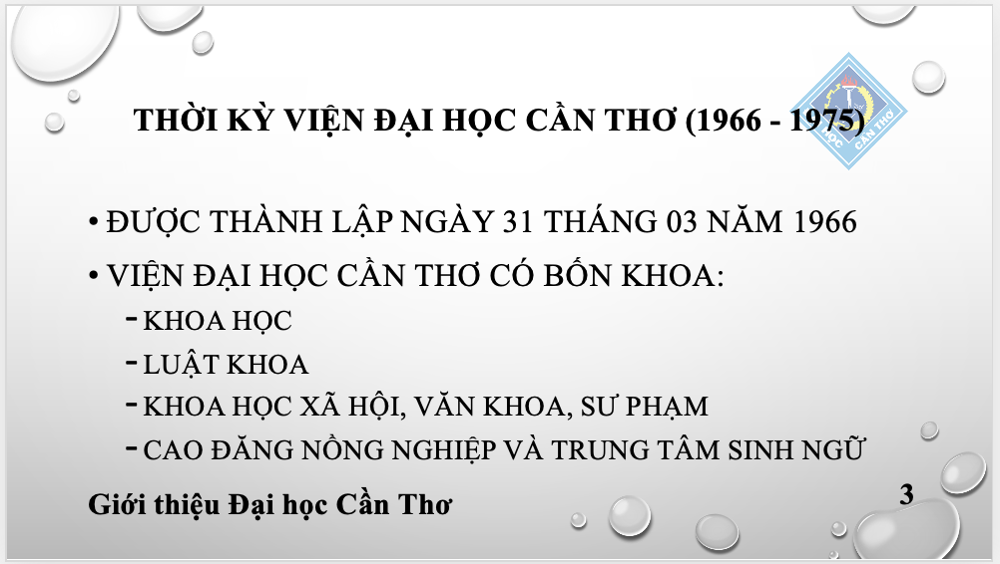 THỜI KỲ VIỆN ĐẠI HỌC CẦN THƠ (1966 - 1975)
HỌC CẦN THƠ
• ĐƯỢC THÀNH LẬP NGÀY 31 THÁNG 03 NĂM 1966
• VIỆN ĐẠI HỌC CẦN THƠ CÓ BỐN KHOA:
- KHOA HỌC
- LUẬT KHOA
- KHOA HỌC XÃ HỘI, VĂN KHOA, SƯ PHẠM
- CAO ĐĂNG NỒNG NGHIỆP VÀ TRUNG TÂM SINH NGỮ
Giới thiệu Đại học Cần Thơ
3